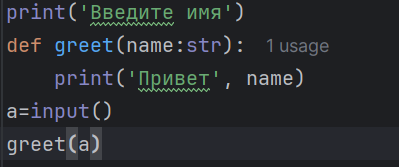 print('Введите имя')
def greet(name:str): 1 usage
    print('Привет', name)
a=input()
greet(a)